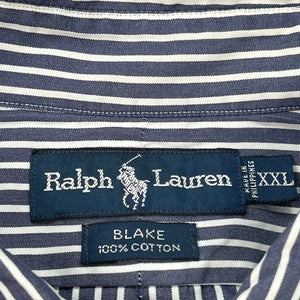 Ralph Lauren
MADE IN
PHILIPPINES
XXL
BLAKE
100% COTTON